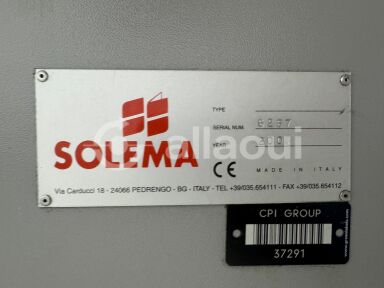 TYPE
SERIAL NUM.
YEAR
SOLEMA
CE MADE IN ITALY
Via Carducci 18 - 24066 PEDRENGO - BG - ITALY - TEL +39/035.654111 - FAX +39/035.654112
CPI GROUP
37291